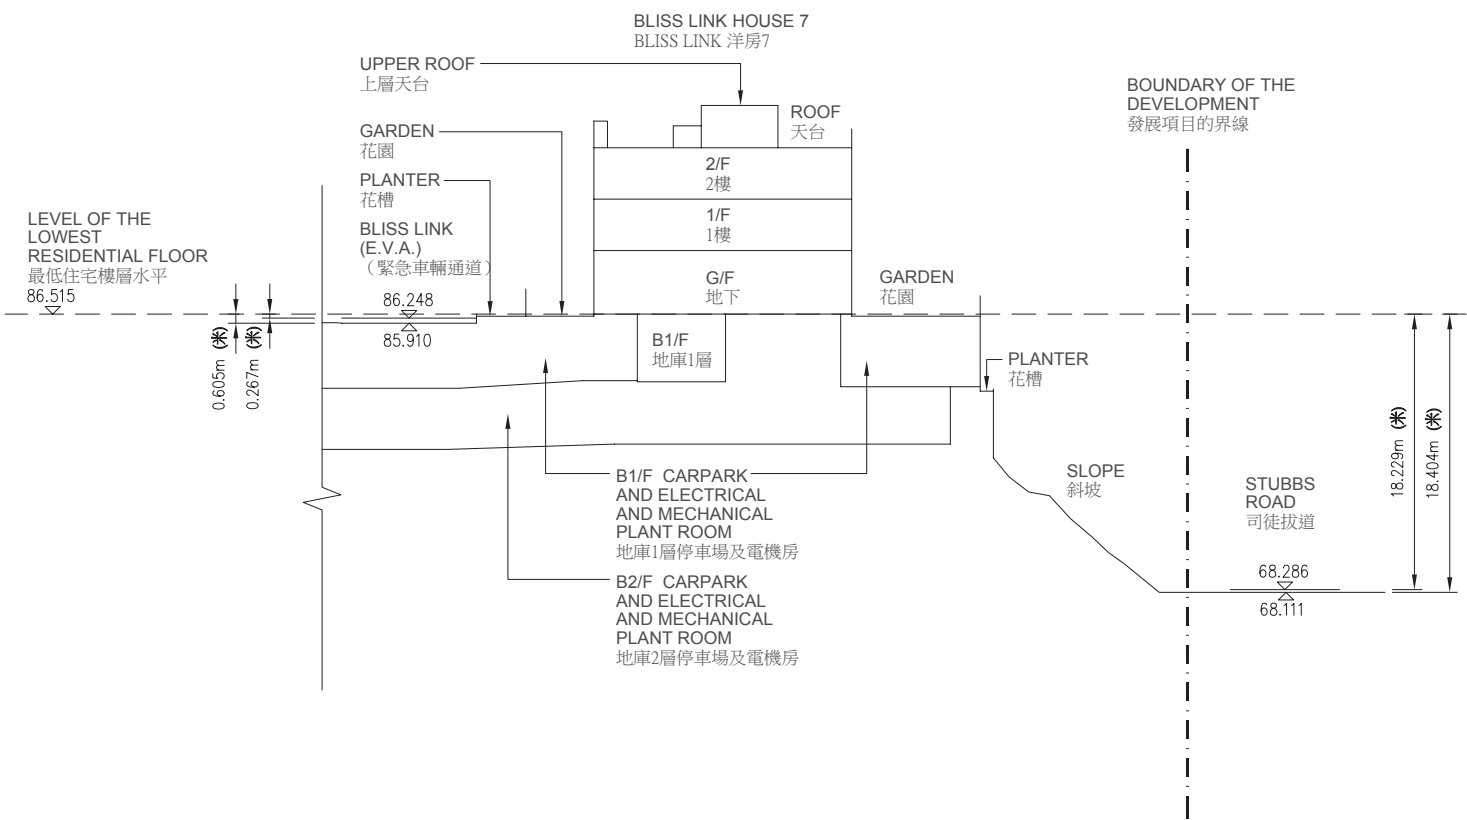 BLISS LINK HOUSE 7
BLISS LINK 洋房7
UPPER ROOF
上層天台
ROOF
天台
BOUNDARY OF THE
DEVELOPMENT
發展項目的界線
GARDEN
花園
2/F
2樓
PLANTER
花槽
LEVEL OF THE
LOWEST
RESIDENTIAL FLOOR
最低住宅樓層水平
86.515
BLISS LINK
(E.V.A.)
（緊急車輛通道）
1/F
1樓
G/F
地下
GARDEN
花園
86.248
85.910
0.605m (米)
0.267m (米)
B1/F
地庫1層
PLANTER
花槽
18.229m (米)
18.404m (米)
B1/F CARPARK
AND ELECTRICAL
AND MECHANICAL
PLANT ROOM
地庫1層停車場及電機房
SLOPE
斜坡
STUBBS
ROAD
司徒拔道
68.286
68.111
B2/F CARPARK
AND ELECTRICAL
AND MECHANICAL
PLANT ROOM
地庫2層停車場及電機房